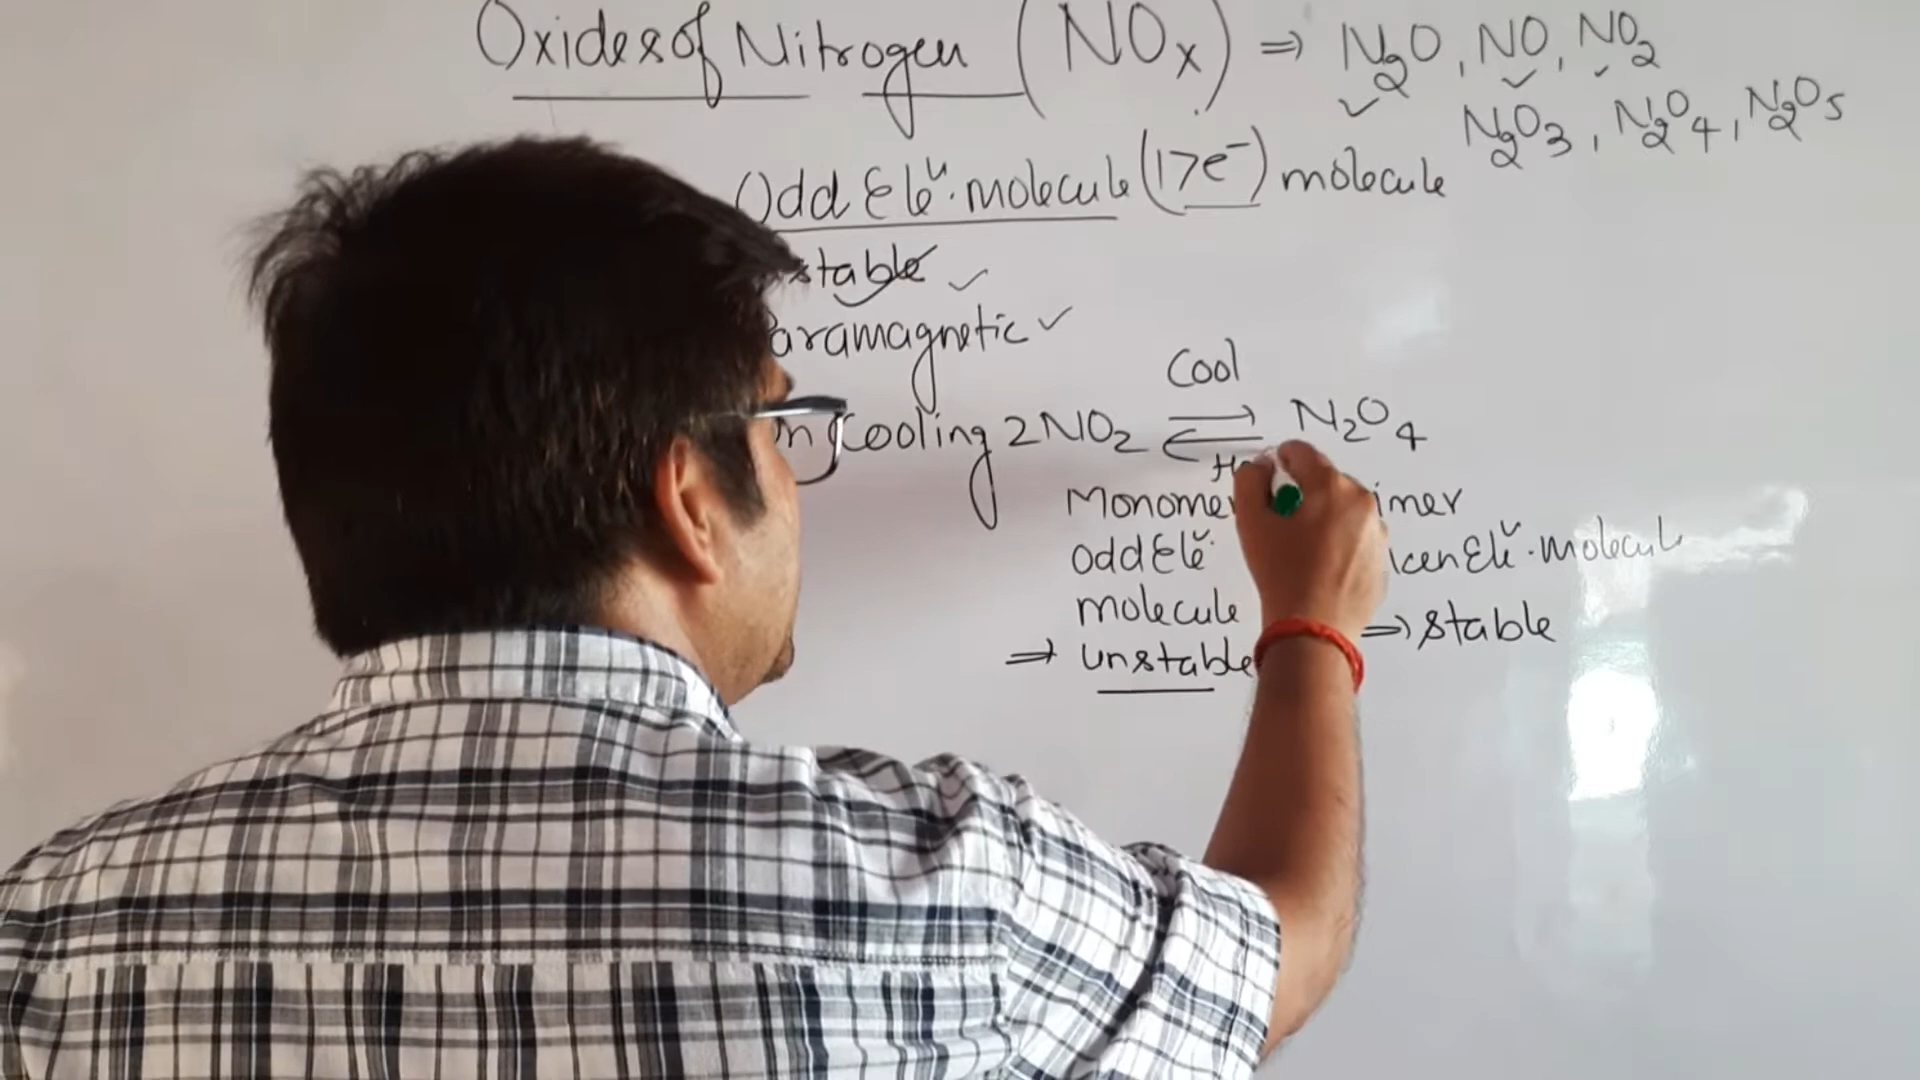 Oxides of Nitrogen (NOx) ⇒ N2O, NO, NO2
N2O3, N2O4, N2O5
Odd Ele. molecule (17e-) molecule
stable
aramagnetic
Cool
n Cooling 2NO2 ⇌ N2O4
Monome imer
Odd Ele. Ele. molecul
molecule ⇒ stable
⇒ unstable